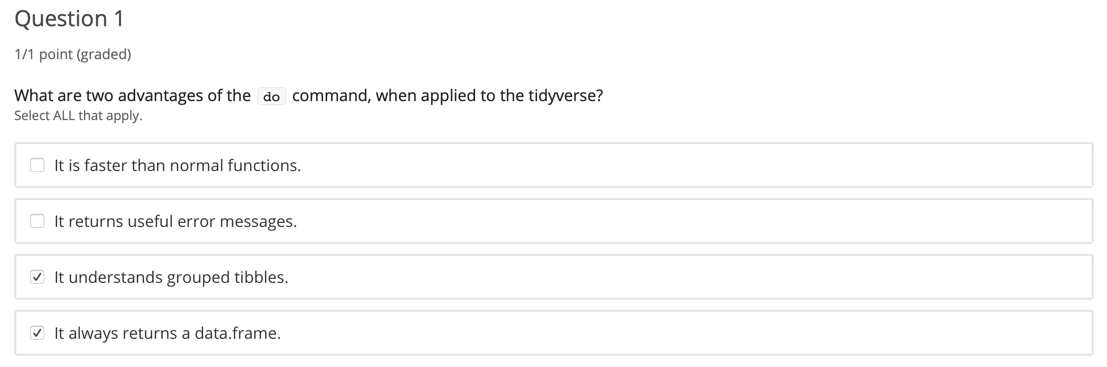 Question 1
1/1 point (graded)
What are two advantages of the do command, when applied to the tidyverse?
Select ALL that apply.
It is faster than normal functions.
It returns useful error messages.
It understands grouped tibbles.
It always returns a data.frame.